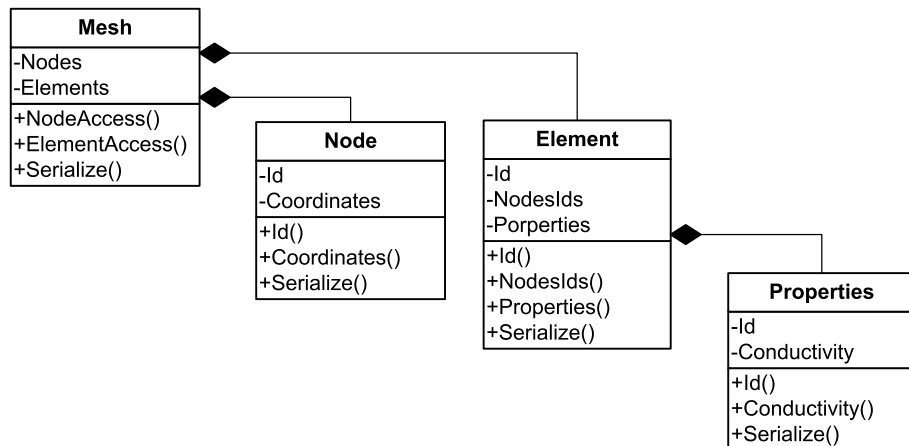 Mesh
-Nodes
-Elements
+NodeAccess()
+ElementAccess()
+Serialize()
Node
-Id
-Coordinates
+Id()
+Coordinates()
+Serialize()
Element
-Id
-NodesIds
-Porperties
+Id()
+NodesIds()
+Properties()
+Serialize()
Properties
-Id
-Conductivity
+Id()
+Conductivity()
+Serialize()